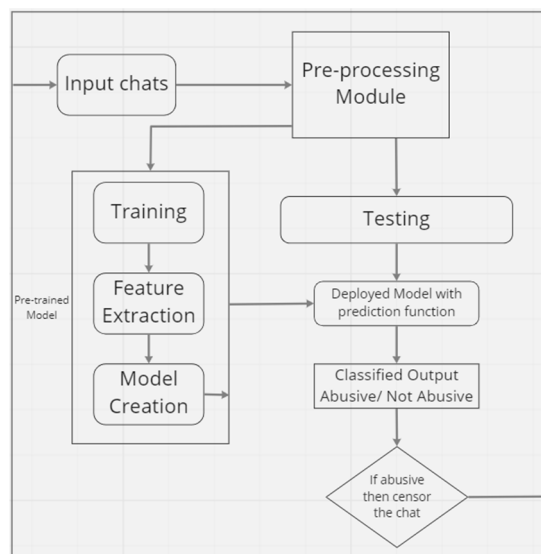 Input chats
Pre-processing
Module
Training
Testing
Pre-trained
Model
Feature
Extraction
Deployed Model with
prediction function
Model
Creation
Classified Output
Abusive/ Not Abusive
If abusive
then censor
the chat